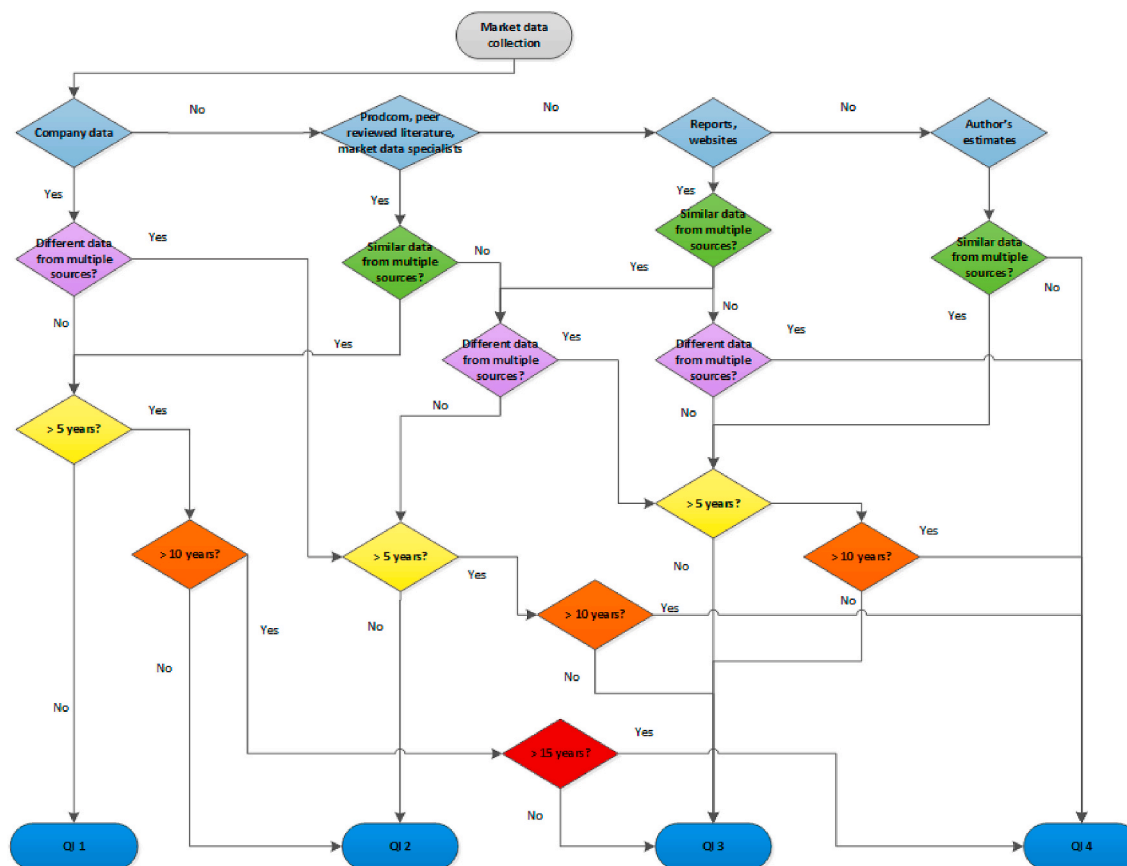 Market data
collection
No
No
No
Company data
Prodcom, peer
reviewed literature,
market data specialists
Reports,
websites
Author's
estimates
Yes
Yes
Yes
Yes
Different data
from multiple
sources?
Yes
Similar data
from multiple
sources?
No
Similar data
from multiple
sources?
Similar data
from multiple
sources?
Yes
No
No
No
Yes
Different data
from multiple
sources?
Yes
Different data
from multiple
sources?
Yes
Yes
No
No
> 5 years?
Yes
> 5 years?
> 10 years?
Yes
> 5 years?
Yes
No
> 10 years?
Yes
No
> 10 years?
Yes
No
Yes
No
No
No
> 15 years?
Yes
No
No
QI 1
QI 2
QI 3
QI 4